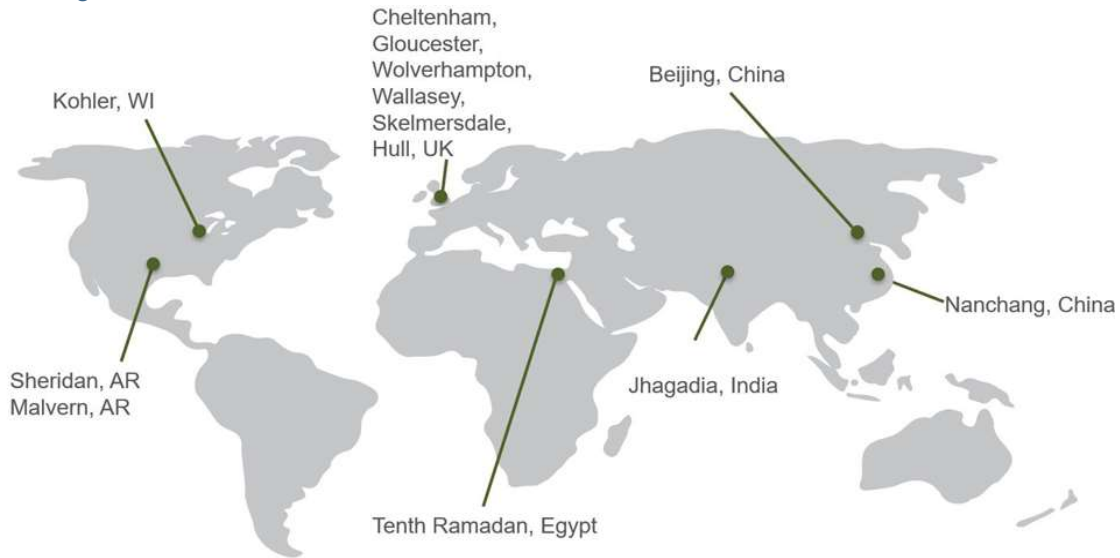 Cheltenham,
Gloucester,
Wolverhampton,
Wallasey,
Skelmersdale,
Hull, UK
Kohler, WI
Beijing, China
Nanchang, China
Sheridan, AR
Malvern, AR
Jhagadia, India
Tenth Ramadan, Egypt